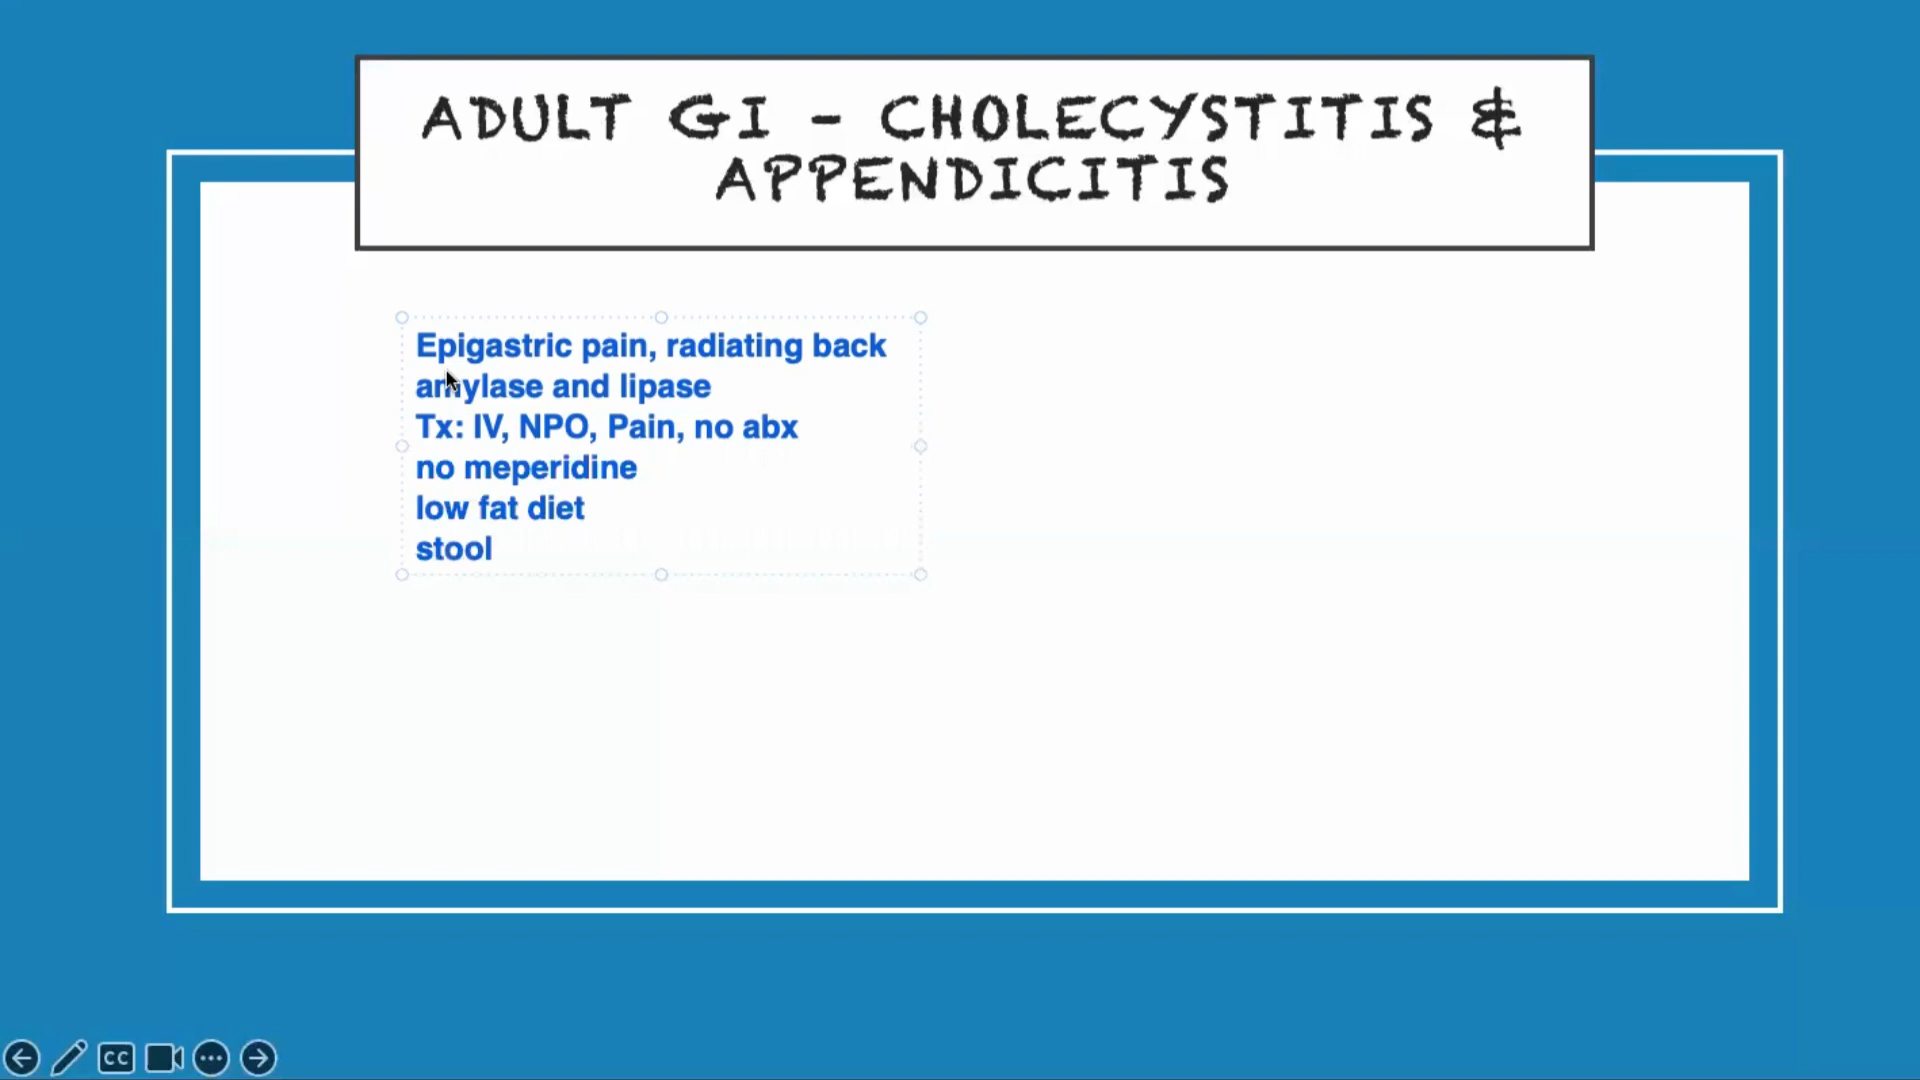 ADULT GI - CHOLECYSTITIS &
APPENDICITIS
Epigastric pain, radiating back
amylase and lipase
Tx: IV, NPO, Pain, no abx
no meperidine
low fat diet
stool
CC